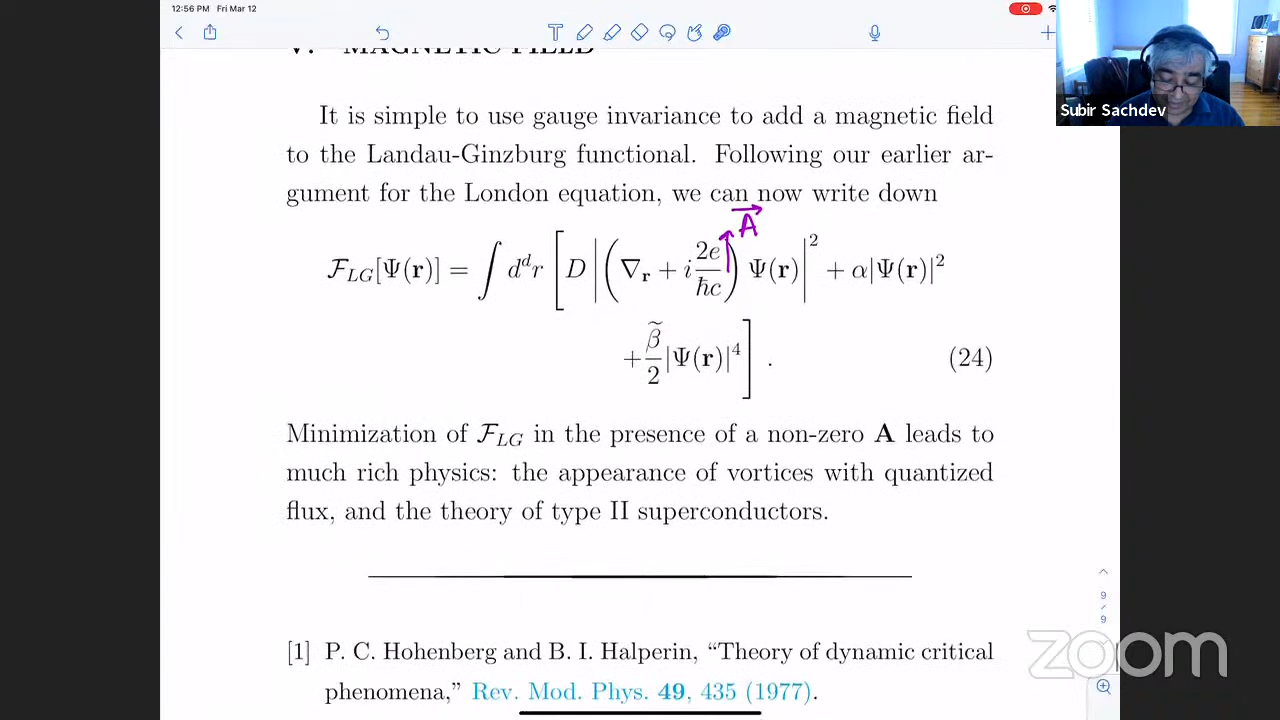 12:56 PM Fri Mar 12
Subir Sachdev
V. MAGNETIC FIELD
It is simple to use gauge invariance to add a magnetic field
to the Landau-Ginzburg functional. Following our earlier ar-
gument for the London equation, we can now write down
A⃗
𝓕_LG[Ψ(r)] = ∫ d^d r [ D |(∇_r + i 2e/ħc) Ψ(r)|² + α|Ψ(r)|²
+ β̃/2 |Ψ(r)|⁴ ] . (24)
Minimization of 𝓕_LG in the presence of a non-zero A leads to
much rich physics: the appearance of vortices with quantized
flux, and the theory of type II superconductors.
9
/
9
[1] P. C. Hohenberg and B. I. Halperin, “Theory of dynamic critical
phenomena,” Rev. Mod. Phys. 49, 435 (1977).
zoom